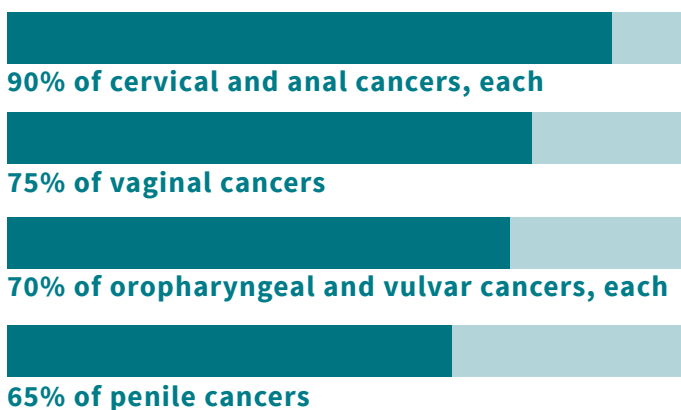 90% of cervical and anal cancers, each
75% of vaginal cancers
70% of oropharyngeal and vulvar cancers, each
65% of penile cancers